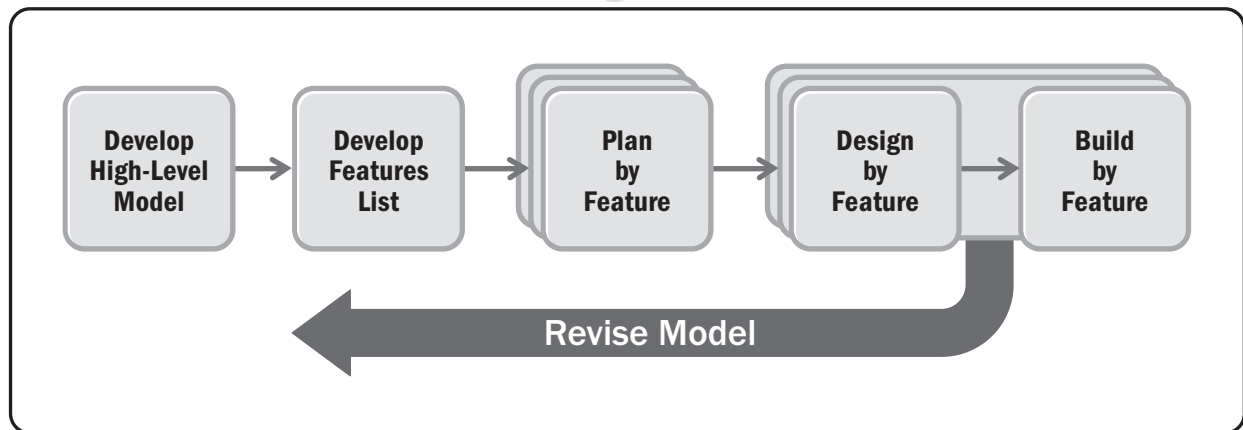 Develop
High-Level
Model
Develop
Features
List
Plan
by
Feature
Design
by
Feature
Build
by
Feature
Revise Model